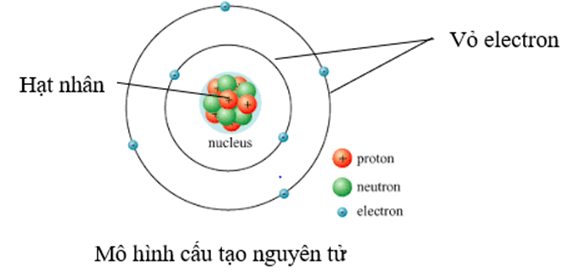 Vỏ electron
Hạt nhân
nucleus
proton
neutron
electron
Mô hình cấu tạo nguyên tử